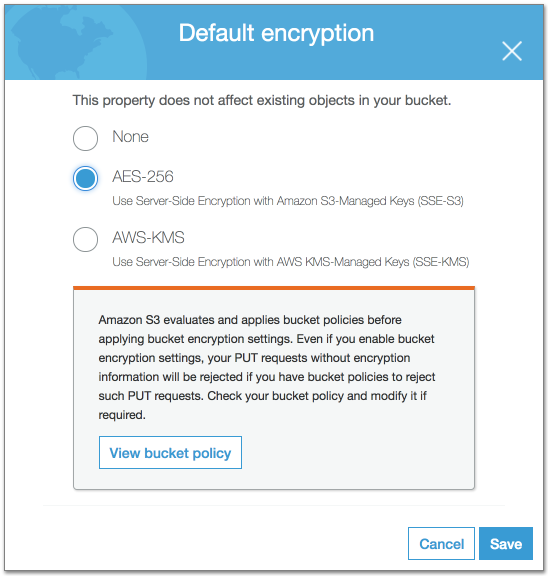 Default encryption
This property does not affect existing objects in your bucket.
None
AES-256
Use Server-Side Encryption with Amazon S3-Managed Keys (SSE-S3)
AWS-KMS
Use Server-Side Encryption with AWS KMS-Managed Keys (SSE-KMS)
Amazon S3 evaluates and applies bucket policies before
applying bucket encryption settings. Even if you enable bucket
encryption settings, your PUT requests without encryption
information will be rejected if you have bucket policies to reject
such PUT requests. Check your bucket policy and modify it if
required.
View bucket policy
Cancel Save